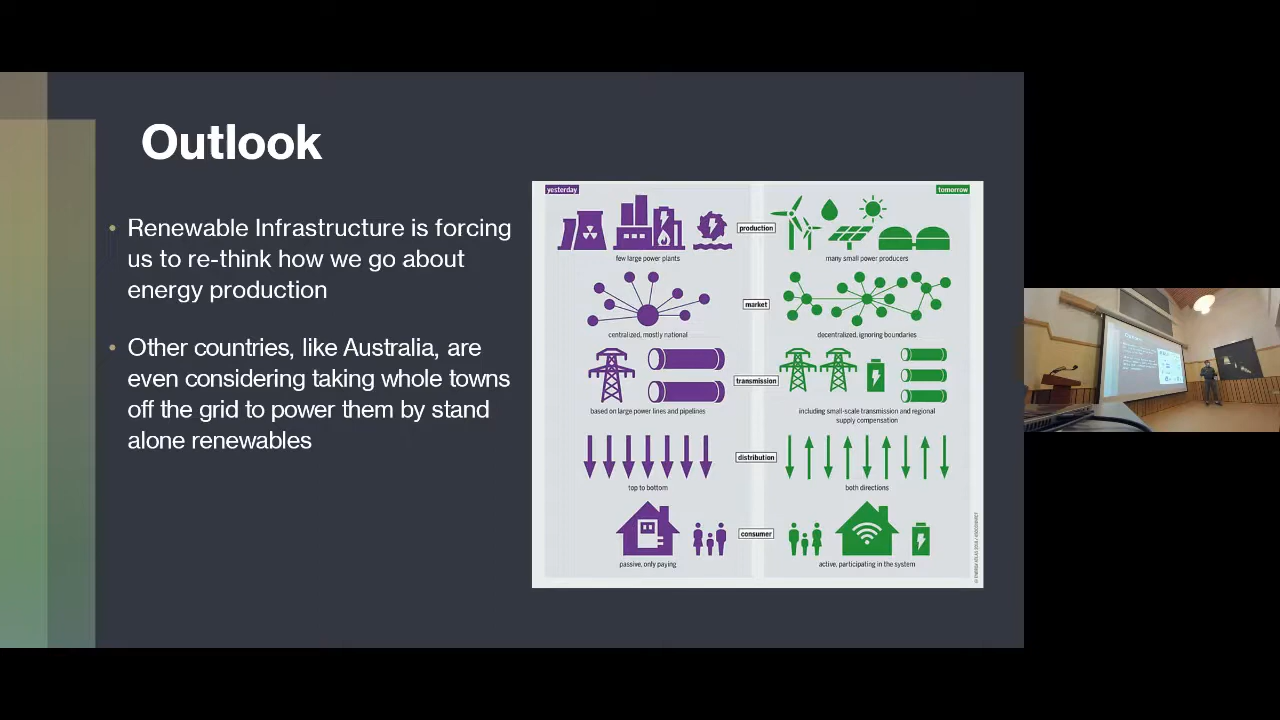 Outlook
• Renewable Infrastructure is forcing
us to re-think how we go about
energy production
• Other countries, like Australia, are
even considering taking whole towns
off the grid to power them by stand
alone renewables
yesterday
tomorrow
production
few large power plants
many small power producers
market
centralized, mostly national
decentralized, ignoring boundaries
transmission
based on large power lines and pipelines
including small-scale transmission and regional
supply compensation
distribution
top to bottom
both directions
consumer
passive, only paying
active, participating in the system